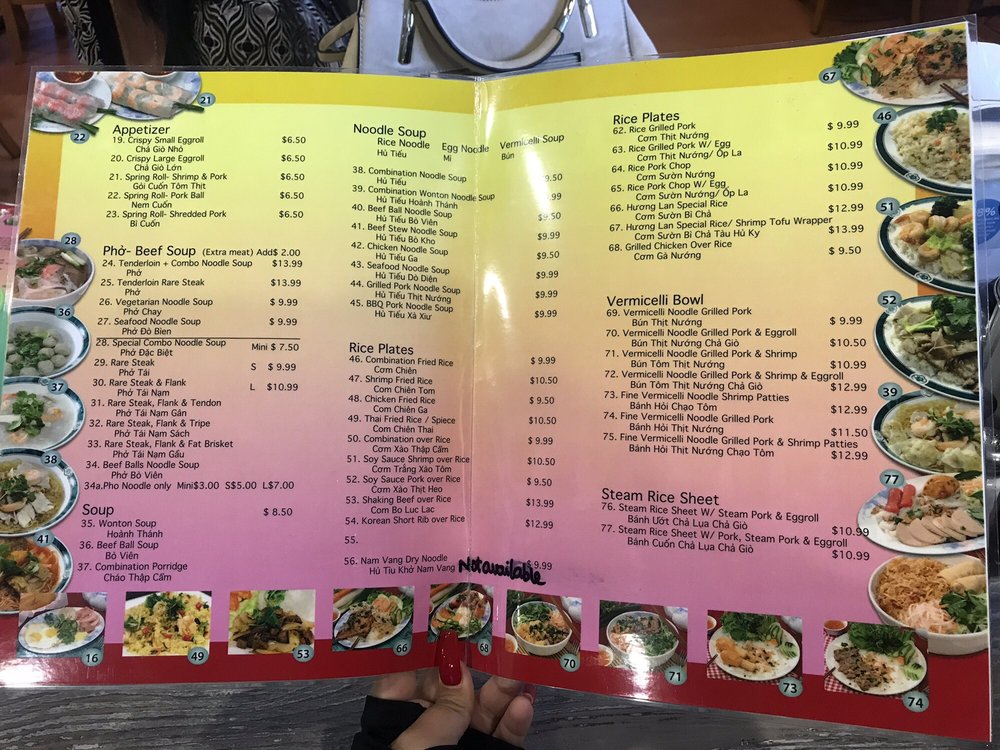 Appetizer
19. Crispy Small Eggroll $6.50
Chả Giò Nhỏ
20. Crispy Large Eggroll $6.50
Chả Giò Lớn
21. Spring Roll- Shrimp & Pork $6.50
Gỏi Cuốn Tôm Thịt
22. Spring Roll- Pork Ball $6.50
Nem Cuốn
23. Spring Roll- Shredded Pork $6.50
Bì Cuốn
Phở- Beef Soup (Extra meat) Add$ 2.00
24. Tenderloin + Combo Noodle Soup $13.99
Phở
25. Tenderloin Rare Steak $13.99
Phở
26. Vegetarian Noodle Soup $ 9.99
Phở Chay
27. Seafood Noodle Soup $ 9.99
Phở Đồ Biển
28. Special Combo Noodle Soup Mini $ 7.50
Phở Đặc Biệt
29. Rare Steak S $ 9.99
Phở Tái
30. Rare Steak & Flank L $10.99
Phở Tái Nạm
31. Rare Steak, Flank & Tendon
Phở Tái Nạm Gân
32. Rare Steak, Flank & Tripe
Phở Tái Nạm Sách
33. Rare Steak, Flank & Fat Brisket
Phở Tái Nạm Gầu
34. Beef Balls Noodle Soup
Phở Bò Viên
34a.Pho Noodle only Mini$3.00 S$5.00 L$7.00
Soup
35. Wonton Soup $ 8.50
Hoành Thánh
36. Beef Ball Soup
Bò Viên
37. Combination Porridge
Cháo Thập Cẩm
Noodle Soup
Rice Noodle Egg Noodle Vermicelli Soup
Hủ Tiếu Mì Bún
38. Combination Noodle Soup 9.50
Hủ Tiếu
39. Combination Wonton Noodle Soup .99
Hủ Tiếu Hoành Thánh
40. Beef Ball Noodle Soup $9.50
Hủ Tiếu Bò Viên
41. Beef Stew Noodle Soup $9.99
Hủ Tiếu Bò Kho
42. Chicken Noodle Soup $9.50
Hủ Tiếu Ga
43. Seafood Noodle Soup $9.99
Hủ Tiếu Dò Diện
44. Grilled Pork Noodle Soup $9.99
Hủ Tiếu Thịt Nướng
45. BBQ Pork Noodle Soup $9.99
Hủ Tiếu Xá Xíu
Rice Plates
46. Combination Fried Rice $ 9.99
Cơm Chiên
47. Shrimp Fried Rice $10.50
Cơm Chiên Tom
48. Chicken Fried Rice $ 9.50
Cơm Chiên Ga
49. Thai Fried Rice / Spiece $10.50
Com Chiên Thai
50. Combination over Rice $ 9.99
Cơm Xào Thập Cẩm
51. Soy Sauce Shrimp over Rice $10.50
Cơm Trắng Xào Tôm
52. Soy Sauce Pork over Rice $ 9.50
Cơm Xào Thịt Heo
53. Shaking Beef over Rice $13.99
Com Bo Luc Lac
54. Korean Short Rib over Rice $12.99
55.
56. Nam Vang Dry Noodle 9.99
Hủ Tíu Khở Nam Vang
Not available
Rice Plates
62. Rice Grilled Pork $ 9.99
Cơm Thịt Nướng
63. Rice Grilled Pork W/ Egg $10.99
Cơm Thịt Nướng/ Ốp La
64. Rice Pork Chop $10.99
Cơm Sườn Nướng
65. Rice Pork Chop W/ Egg $10.99
Cơm Sườn Nướng/ Ốp La
66. Hương Lan Special Rice $12.99
Cơm Sườn Bì Chả
67. Hương Lan Special Rice/ Shrimp Tofu Wrapper $13.99
Cơm Sườn Bì Chả Tàu Hủ Ky
68. Grilled Chicken Over Rice $ 9.50
Cơm Gà Nướng
Vermicelli Bowl
69. Vermicelli Noodle Grilled Pork $ 9.99
Bún Thịt Nướng
70. Vermicelli Noodle Grilled Pork & Eggroll $10.50
Bún Thịt Nướng Chả Giò
71. Vermicelli Noodle Grilled Pork & Shrimp $10.99
Bún Tôm Thịt Nướng
72. Vermicelli Noodle Grilled Pork & Shrimp & Eggroll $12.99
Bún Tôm Thịt Nướng Chả Giò
73. Fine Vermicelli Noodle Shrimp Patties $12.99
Bánh Hỏi Chạo Tôm
74. Fine Vermicelli Noodle Grilled Pork $11.50
Bánh Hỏi Thịt Nướng
75. Fine Vermicelli Noodle Grilled Pork & Shrimp Patties $12.99
Bánh Hỏi Thịt Nướng Chạo Tôm
Steam Rice Sheet
76. Steam Rice Sheet W/ Steam Pork & Eggroll $10.99
Bánh Ướt Chả Lụa Chả Giò
77. Steam Rice Sheet W/ Pork, Steam Pork & Eggroll $10.99
Bánh Cuốn Chả Lụa Chả Giò
21
22
28
36
37
38
41
67
46
51
52
39
77
16
49
53
66
68
70
71
73
74